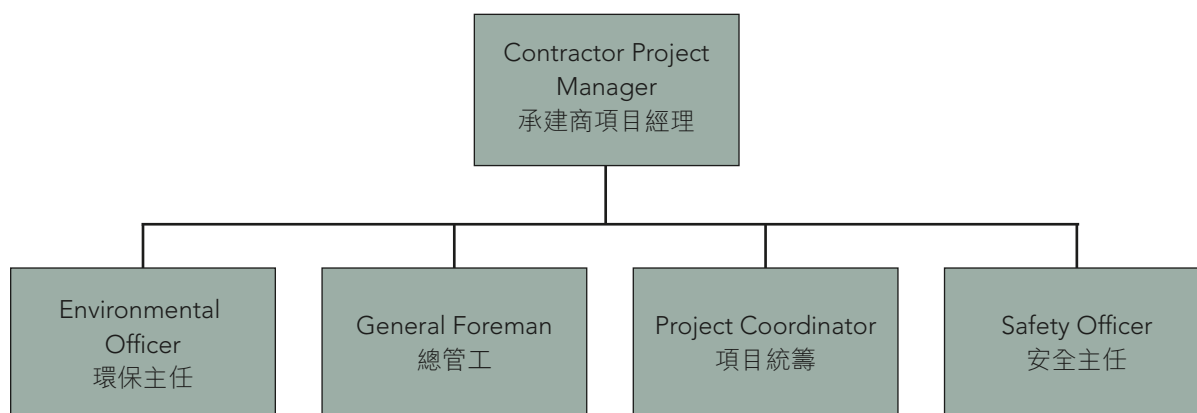 Contractor Project
Manager
承建商項目經理
Environmental
Officer
環保主任
General Foreman
總管工
Project Coordinator
項目統籌
Safety Officer
安全主任